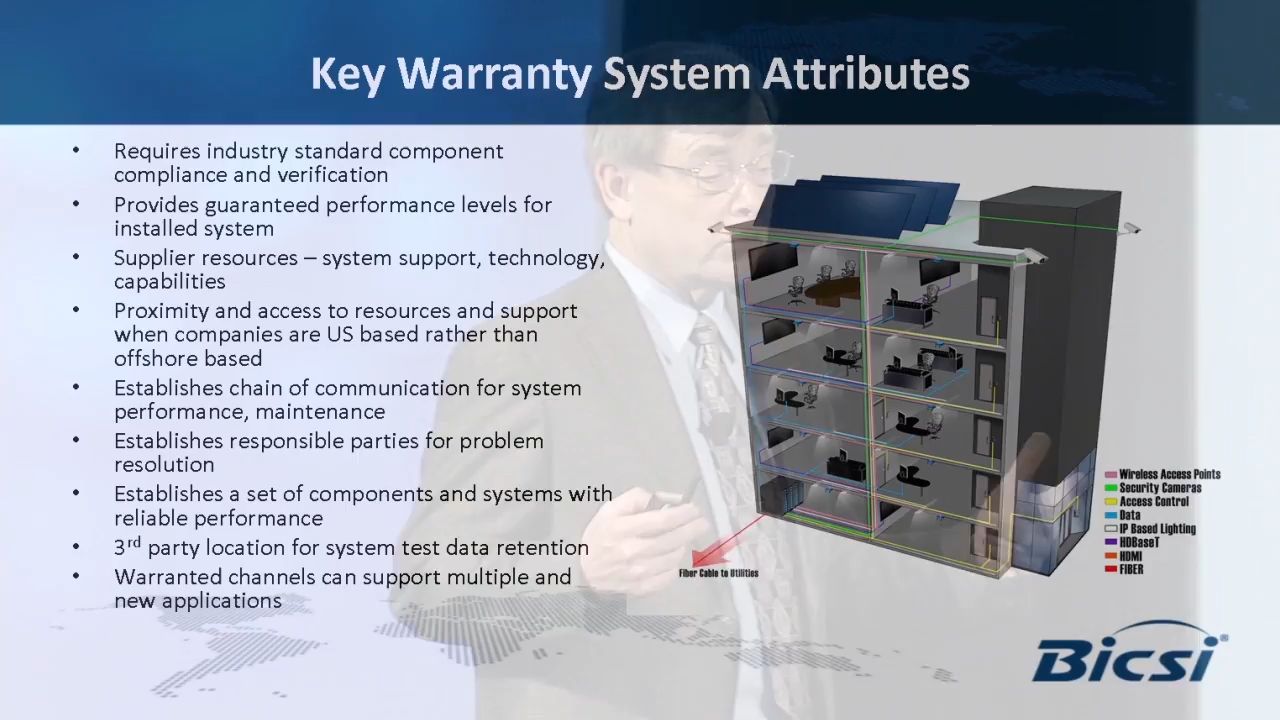 Key Warranty System Attributes
• Requires industry standard component
compliance and verification
• Provides guaranteed performance levels for
installed system
• Supplier resources – system support, technology,
capabilities
• Proximity and access to resources and support
when companies are US based rather than
offshore based
• Establishes chain of communication for system
performance, maintenance
• Establishes responsible parties for problem
resolution
• Establishes a set of components and systems with
reliable performance
• 3rd party location for system test data retention
• Warranted channels can support multiple and
new applications
Wireless Access Points
Security Cameras
Access Control
Data
IP Based Lighting
HDBaseT
HDMI
FIBER
Fiber Cable to Utilities
Bicsi®